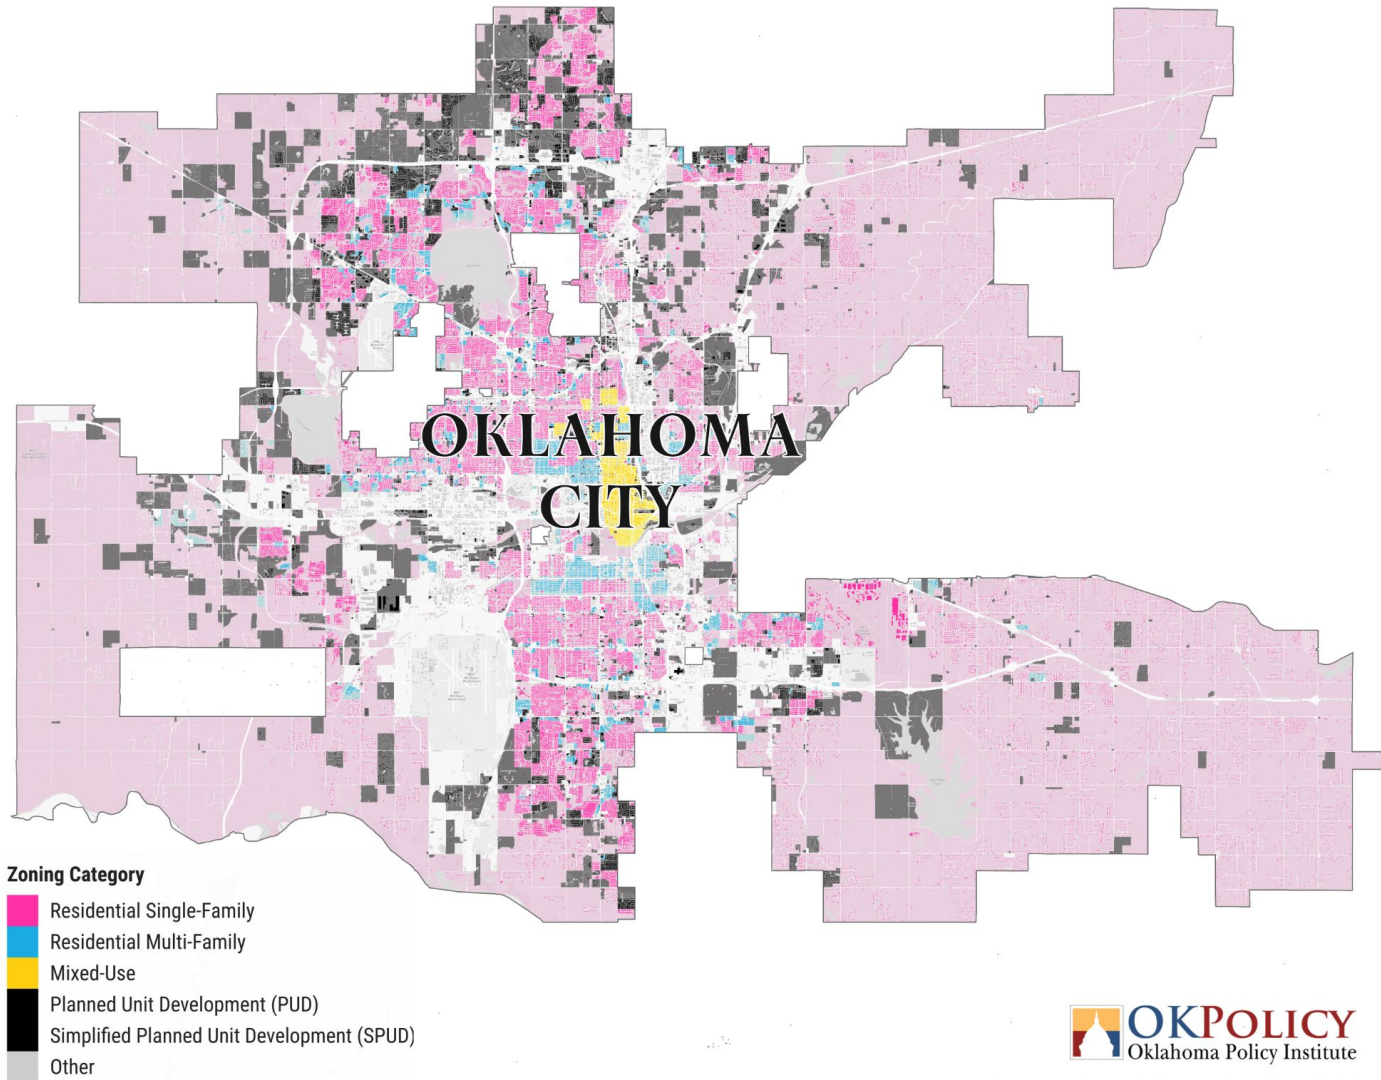 OKLAHOMA
CITY
Zoning Category
Residential Single-Family
Residential Multi-Family
Mixed-Use
Planned Unit Development (PUD)
Simplified Planned Unit Development (SPUD)
Other
OKPOLICY
Oklahoma Policy Institute